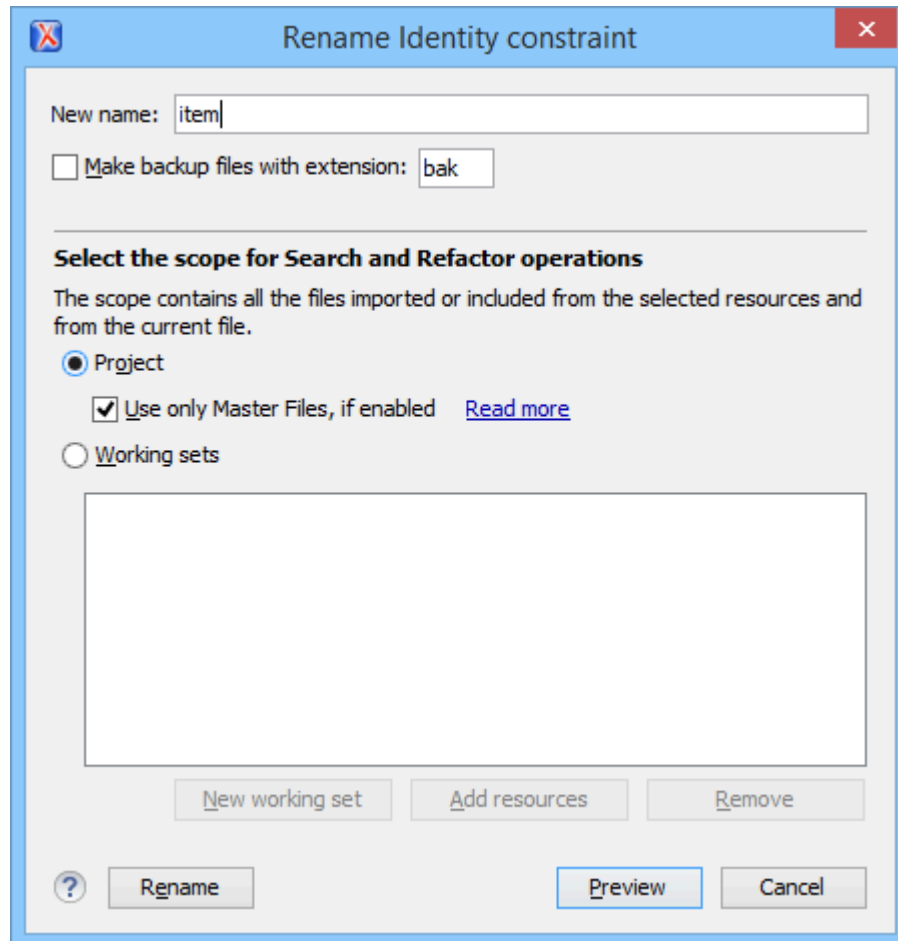 Rename Identity constraint
New name: item
Make backup files with extension: bak
Select the scope for Search and Refactor operations
The scope contains all the files imported or included from the selected resources and
from the current file.
Project
Use only Master Files, if enabled Read more
Working sets
New working set Add resources Remove
? Rename Preview Cancel